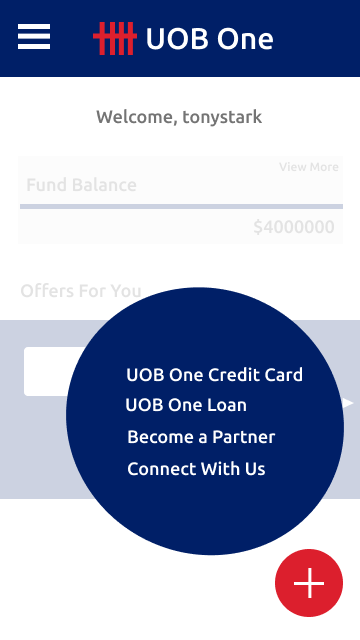 UOB One
Welcome, tonystark
View More
Fund Balance
$4000000
Offers For You
UOB One Credit Card
UOB One Loan
Become a Partner
Connect With Us